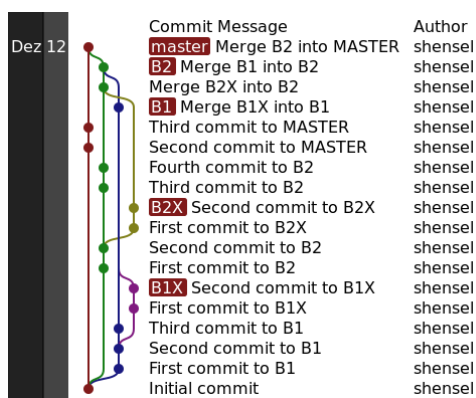 Commit Message Author
Dez 12 master Merge B2 into MASTER shensel
B2 Merge B1 into B2 shensel
Merge B2X into B2 shensel
B1 Merge B1X into B1 shensel
Third commit to MASTER shensel
Second commit to MASTER shensel
Fourth commit to B2 shensel
Third commit to B2 shensel
B2X Second commit to B2X shensel
First commit to B2X shensel
Second commit to B2 shensel
First commit to B2 shensel
B1X Second commit to B1X shensel
First commit to B1X shensel
Third commit to B1 shensel
Second commit to B1 shensel
First commit to B1 shensel
Initial commit shensel